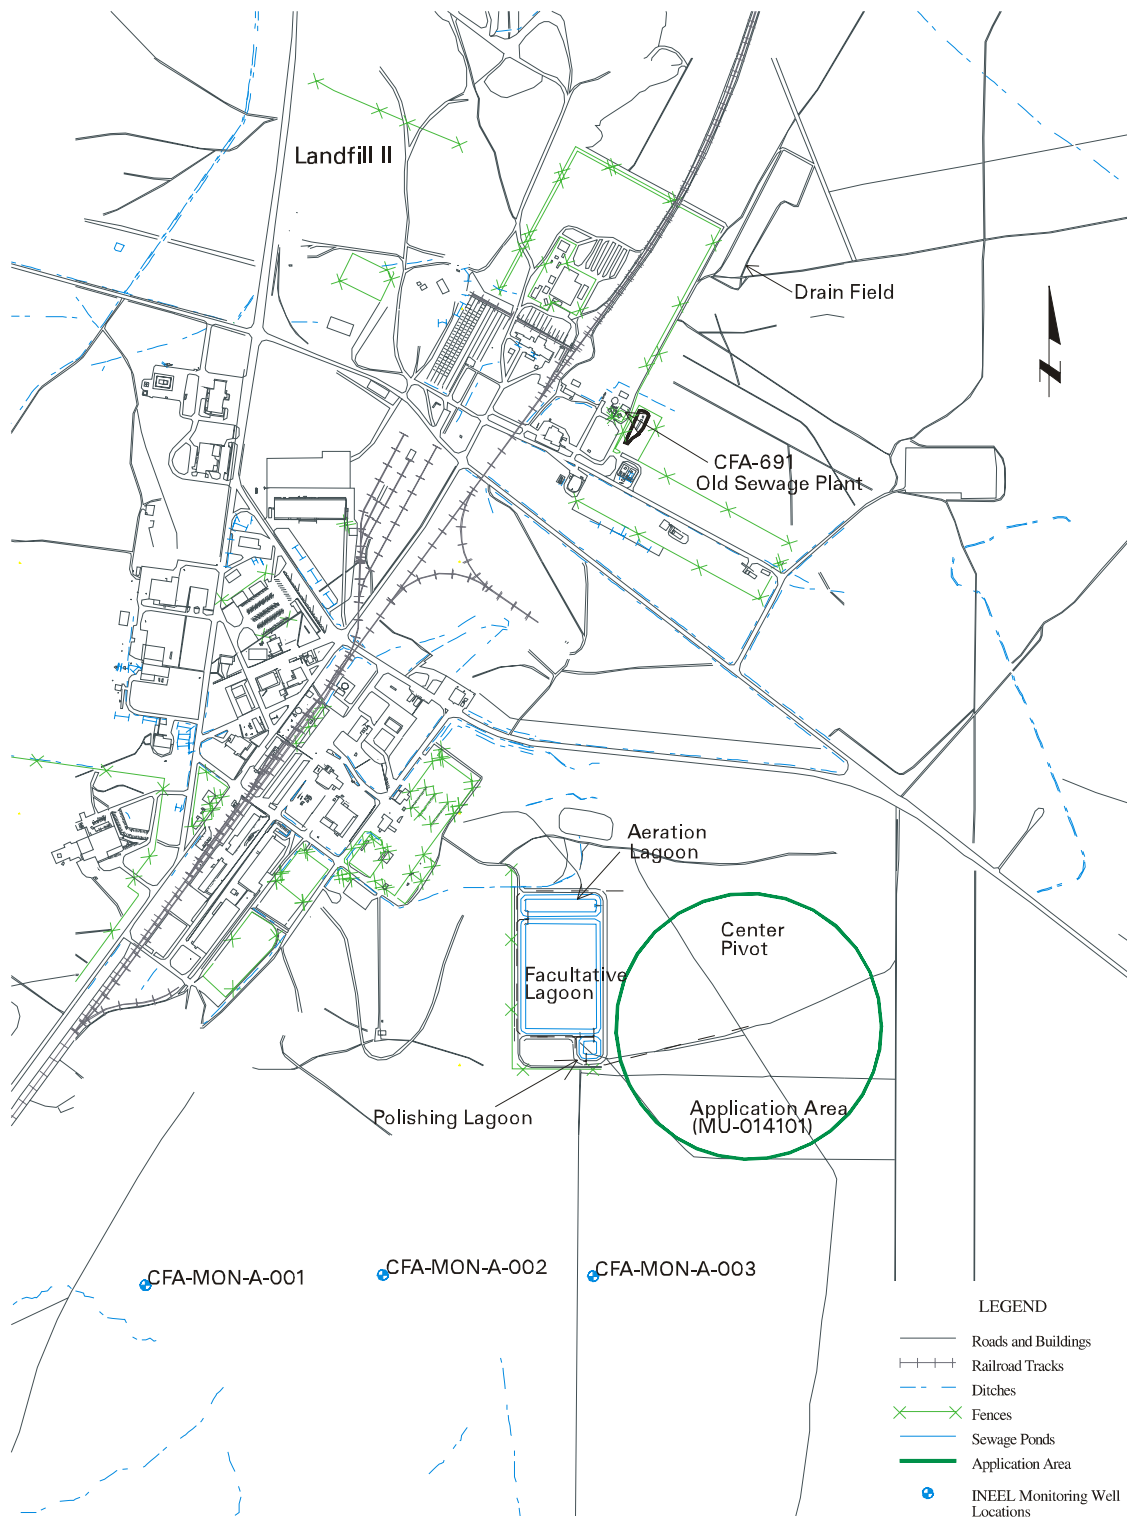 Landfill II
Drain Field
N
CFA-691
Old Sewage Plant
Aeration
Lagoon
Center
Pivot
Facultative
Lagoon
Application Area
(MU-014101)
Polishing Lagoon
CFA-MON-A-001
CFA-MON-A-002
CFA-MON-A-003
LEGEND
Roads and Buildings
Railroad Tracks
Ditches
Fences
Sewage Ponds
Application Area
INEEL Monitoring Well
Locations